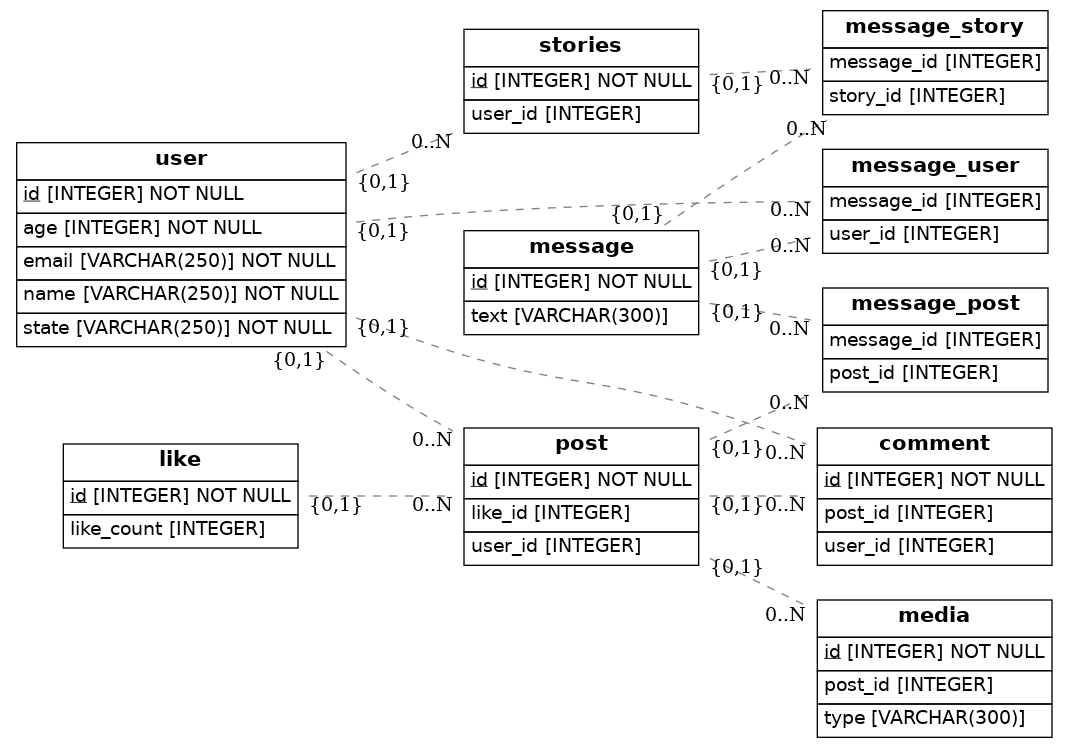 stories
id [INTEGER] NOT NULL
user_id [INTEGER]
message_story
message_id [INTEGER]
story_id [INTEGER]
{0,1}
0..N
0..N
{0,1}
user
id [INTEGER] NOT NULL
age [INTEGER] NOT NULL
email [VARCHAR(250)] NOT NULL
name [VARCHAR(250)] NOT NULL
state [VARCHAR(250)] NOT NULL
0..N
{0,1}
message_user
message_id [INTEGER]
user_id [INTEGER]
0..N
{0,1}
message
id [INTEGER] NOT NULL
text [VARCHAR(300)]
0..N
{0,1}
{0,1}
0..N
message_post
message_id [INTEGER]
post_id [INTEGER]
{0,1}
{0,1}
0..N
0..N
{0,1}
like
id [INTEGER] NOT NULL
like_count [INTEGER]
{0,1}
0..N
post
id [INTEGER] NOT NULL
like_id [INTEGER]
user_id [INTEGER]
0..N
{0,1}
0..N
comment
id [INTEGER] NOT NULL
post_id [INTEGER]
user_id [INTEGER]
{0,1}
0..N
media
id [INTEGER] NOT NULL
post_id [INTEGER]
type [VARCHAR(300)]